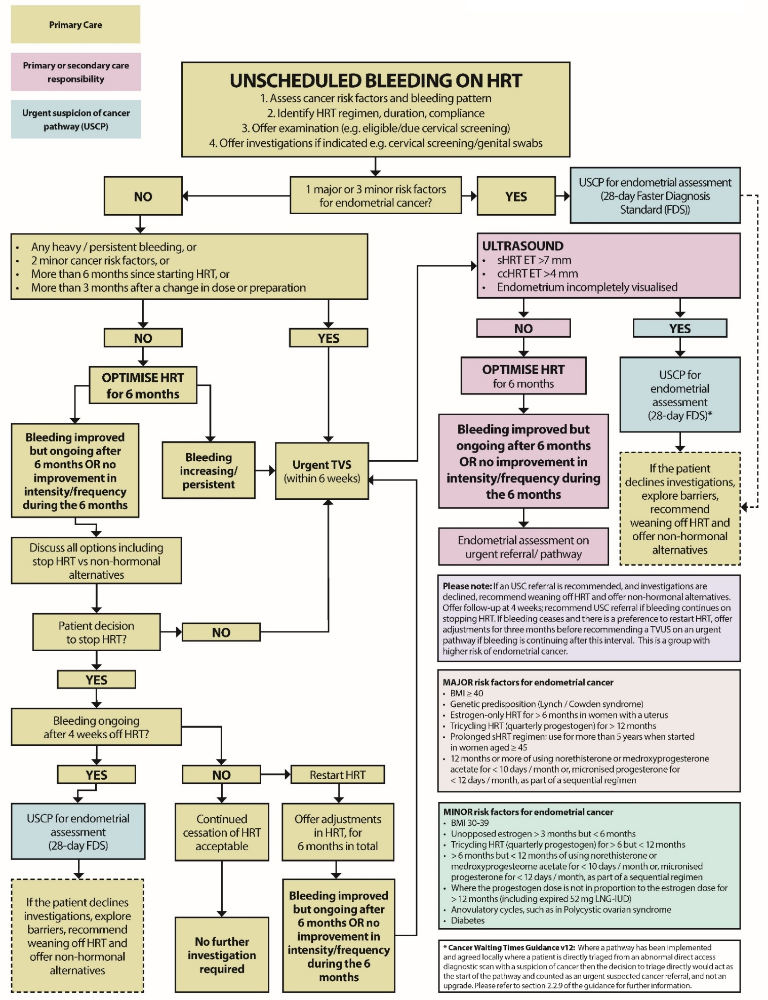 Primary Care
Primary or secondary care
responsibility
Urgent suspicion of cancer
pathway (USCP)
UNSCHEDULED BLEEDING ON HRT
1. Assess cancer risk factors and bleeding pattern
2. Identify HRT regimen, duration, compliance
3. Offer examination (e.g. eligible/due cervical screening)
4. Offer investigations if indicated e.g. cervical screening/genital swabs
NO
1 major or 3 minor risk factors
for endometrial cancer?
YES
USCP for endometrial assessment
(28-day Faster Diagnosis
Standard (FDS))
• Any heavy / persistent bleeding, or
• 2 minor cancer risk factors, or
• More than 6 months since starting HRT, or
• More than 3 months after a change in dose or preparation
ULTRASOUND
• sHRT ET >7 mm
• ccHRT ET >4 mm
• Endometrium incompletely visualised
NO
YES
NO
YES
OPTIMISE HRT
for 6 months
OPTIMISE HRT
for 6 months
USCP for
endometrial
assessment
(28-day FDS)*
Bleeding improved
but ongoing after
6 months OR no
improvement in
intensity/frequency
during the 6 months
Bleeding
increasing/
persistent
Urgent TVS
(within 6 weeks)
Bleeding improved but
ongoing after 6 months
OR no improvement in
intensity/frequency during
the 6 months
If the patient
declines investigations,
explore barriers,
recommend
weaning off HRT and
offer non-hormonal
alternatives
Endometrial assessment on
urgent referral/ pathway
Discuss all options including
stop HRT vs non-hormonal
alternatives
Patient decision
to stop HRT?
NO
YES
Bleeding ongoing
after 4 weeks off HRT?
YES
NO
Restart HRT
USCP for endometrial
assessment
(28-day FDS)
Continued
cessation of HRT
acceptable
Offer adjustments
in HRT, for
6 months in total
If the patient declines
investigations, explore
barriers, recommend
weaning off HRT and
offer non-hormonal
alternatives
No further
investigation
required
Bleeding improved
but ongoing after
6 months OR no
improvement in
intensity/frequency
during the 6
months
Please note: If an USC referral is recommended, and investigations are
declined, recommend weaning off HRT and offer non-hormonal alternatives.
Offer follow-up at 4 weeks; recommend USC referral if bleeding continues on
stopping HRT. If bleeding ceases and there is a preference to restart HRT, offer
adjustments for three months before recommending a TVUS on an urgent
pathway if bleeding is continuing after this interval. This is a group with
higher risk of endometrial cancer.
MAJOR risk factors for endometrial cancer
• BMI ≥ 40
• Genetic predisposition (Lynch / Cowden syndrome)
• Estrogen-only HRT for > 6 months in women with a uterus
• Tricycling HRT (quarterly progestogen) for > 12 months
• Prolonged sHRT regimen: use for more than 5 years when started
in women aged ≥ 45
• 12 months or more of using norethisterone or medroxyprogesterone
acetate for < 10 days / month or, micronised progesterone for
< 12 days / month, as part of a sequential regimen
MINOR risk factors for endometrial cancer
• BMI 30-39
• Unopposed estrogen > 3 months but < 6 months
• Tricycling HRT (quarterly progestogen) for > 6 but < 12 months
• > 6 months but < 12 months of using norethisterone or
medroxyprogesteorne acetate for < 10 days / month or, micronised
progesterone for < 12 days / month, as part of a sequential regimen
• Where the progestogen dose is not in proportion to the estrogen dose for
> 12 months (including expired 52 mg LNG-IUD)
• Anovulatory cycles, such as in Polycystic ovarian syndrome
• Diabetes
* Cancer Waiting Times Guidance v12: Where a pathway has been implemented
and agreed locally where a patient is directly triaged from an abnormal direct access
diagnostic scan with a suspicion of cancer then the decision to triage directly would act as
the start of the pathway and counted as an urgent suspected cancer referral, and not an
upgrade. Please refer to section 2.2.9 of the guidance for further information.